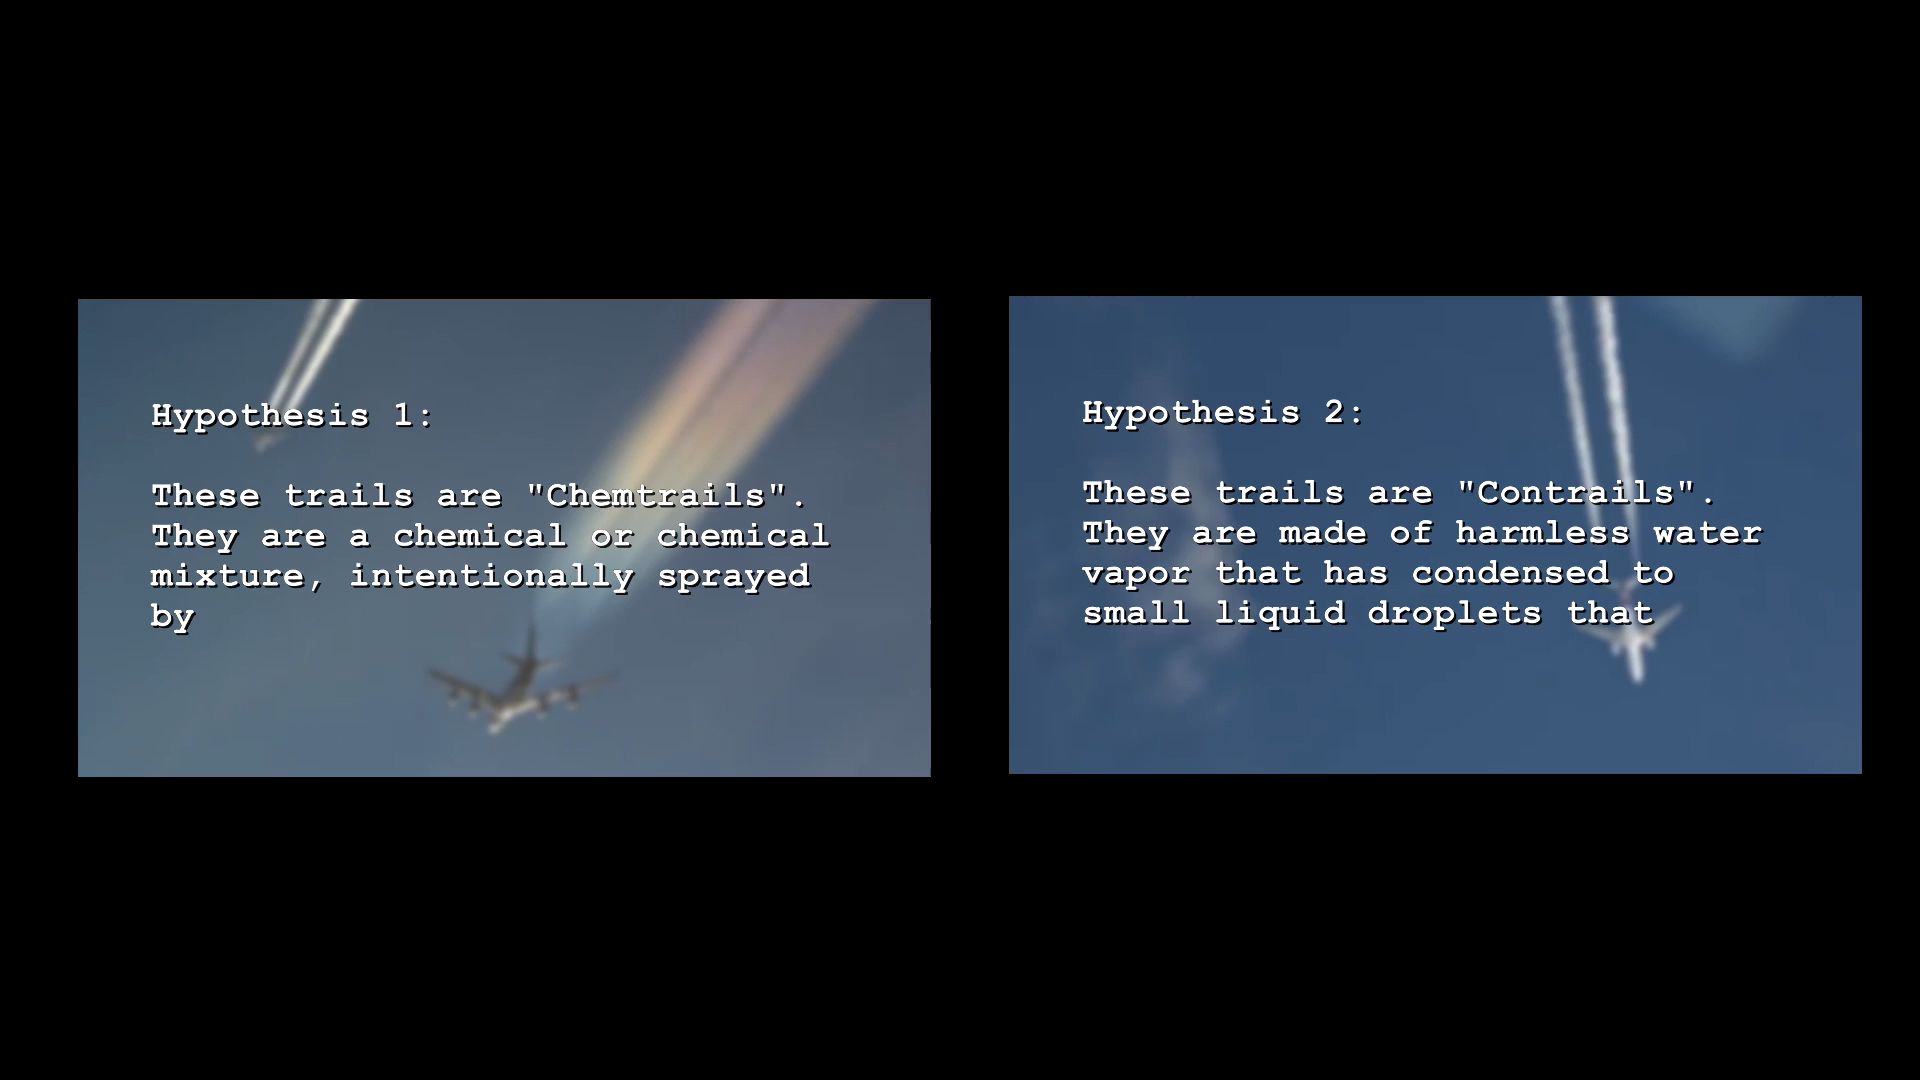 Hypothesis 1:
These trails are "Chemtrails".
They are a chemical or chemical
mixture, intentionally sprayed
by
Hypothesis 2:
These trails are "Contrails".
They are made of harmless water
vapor that has condensed to
small liquid droplets that